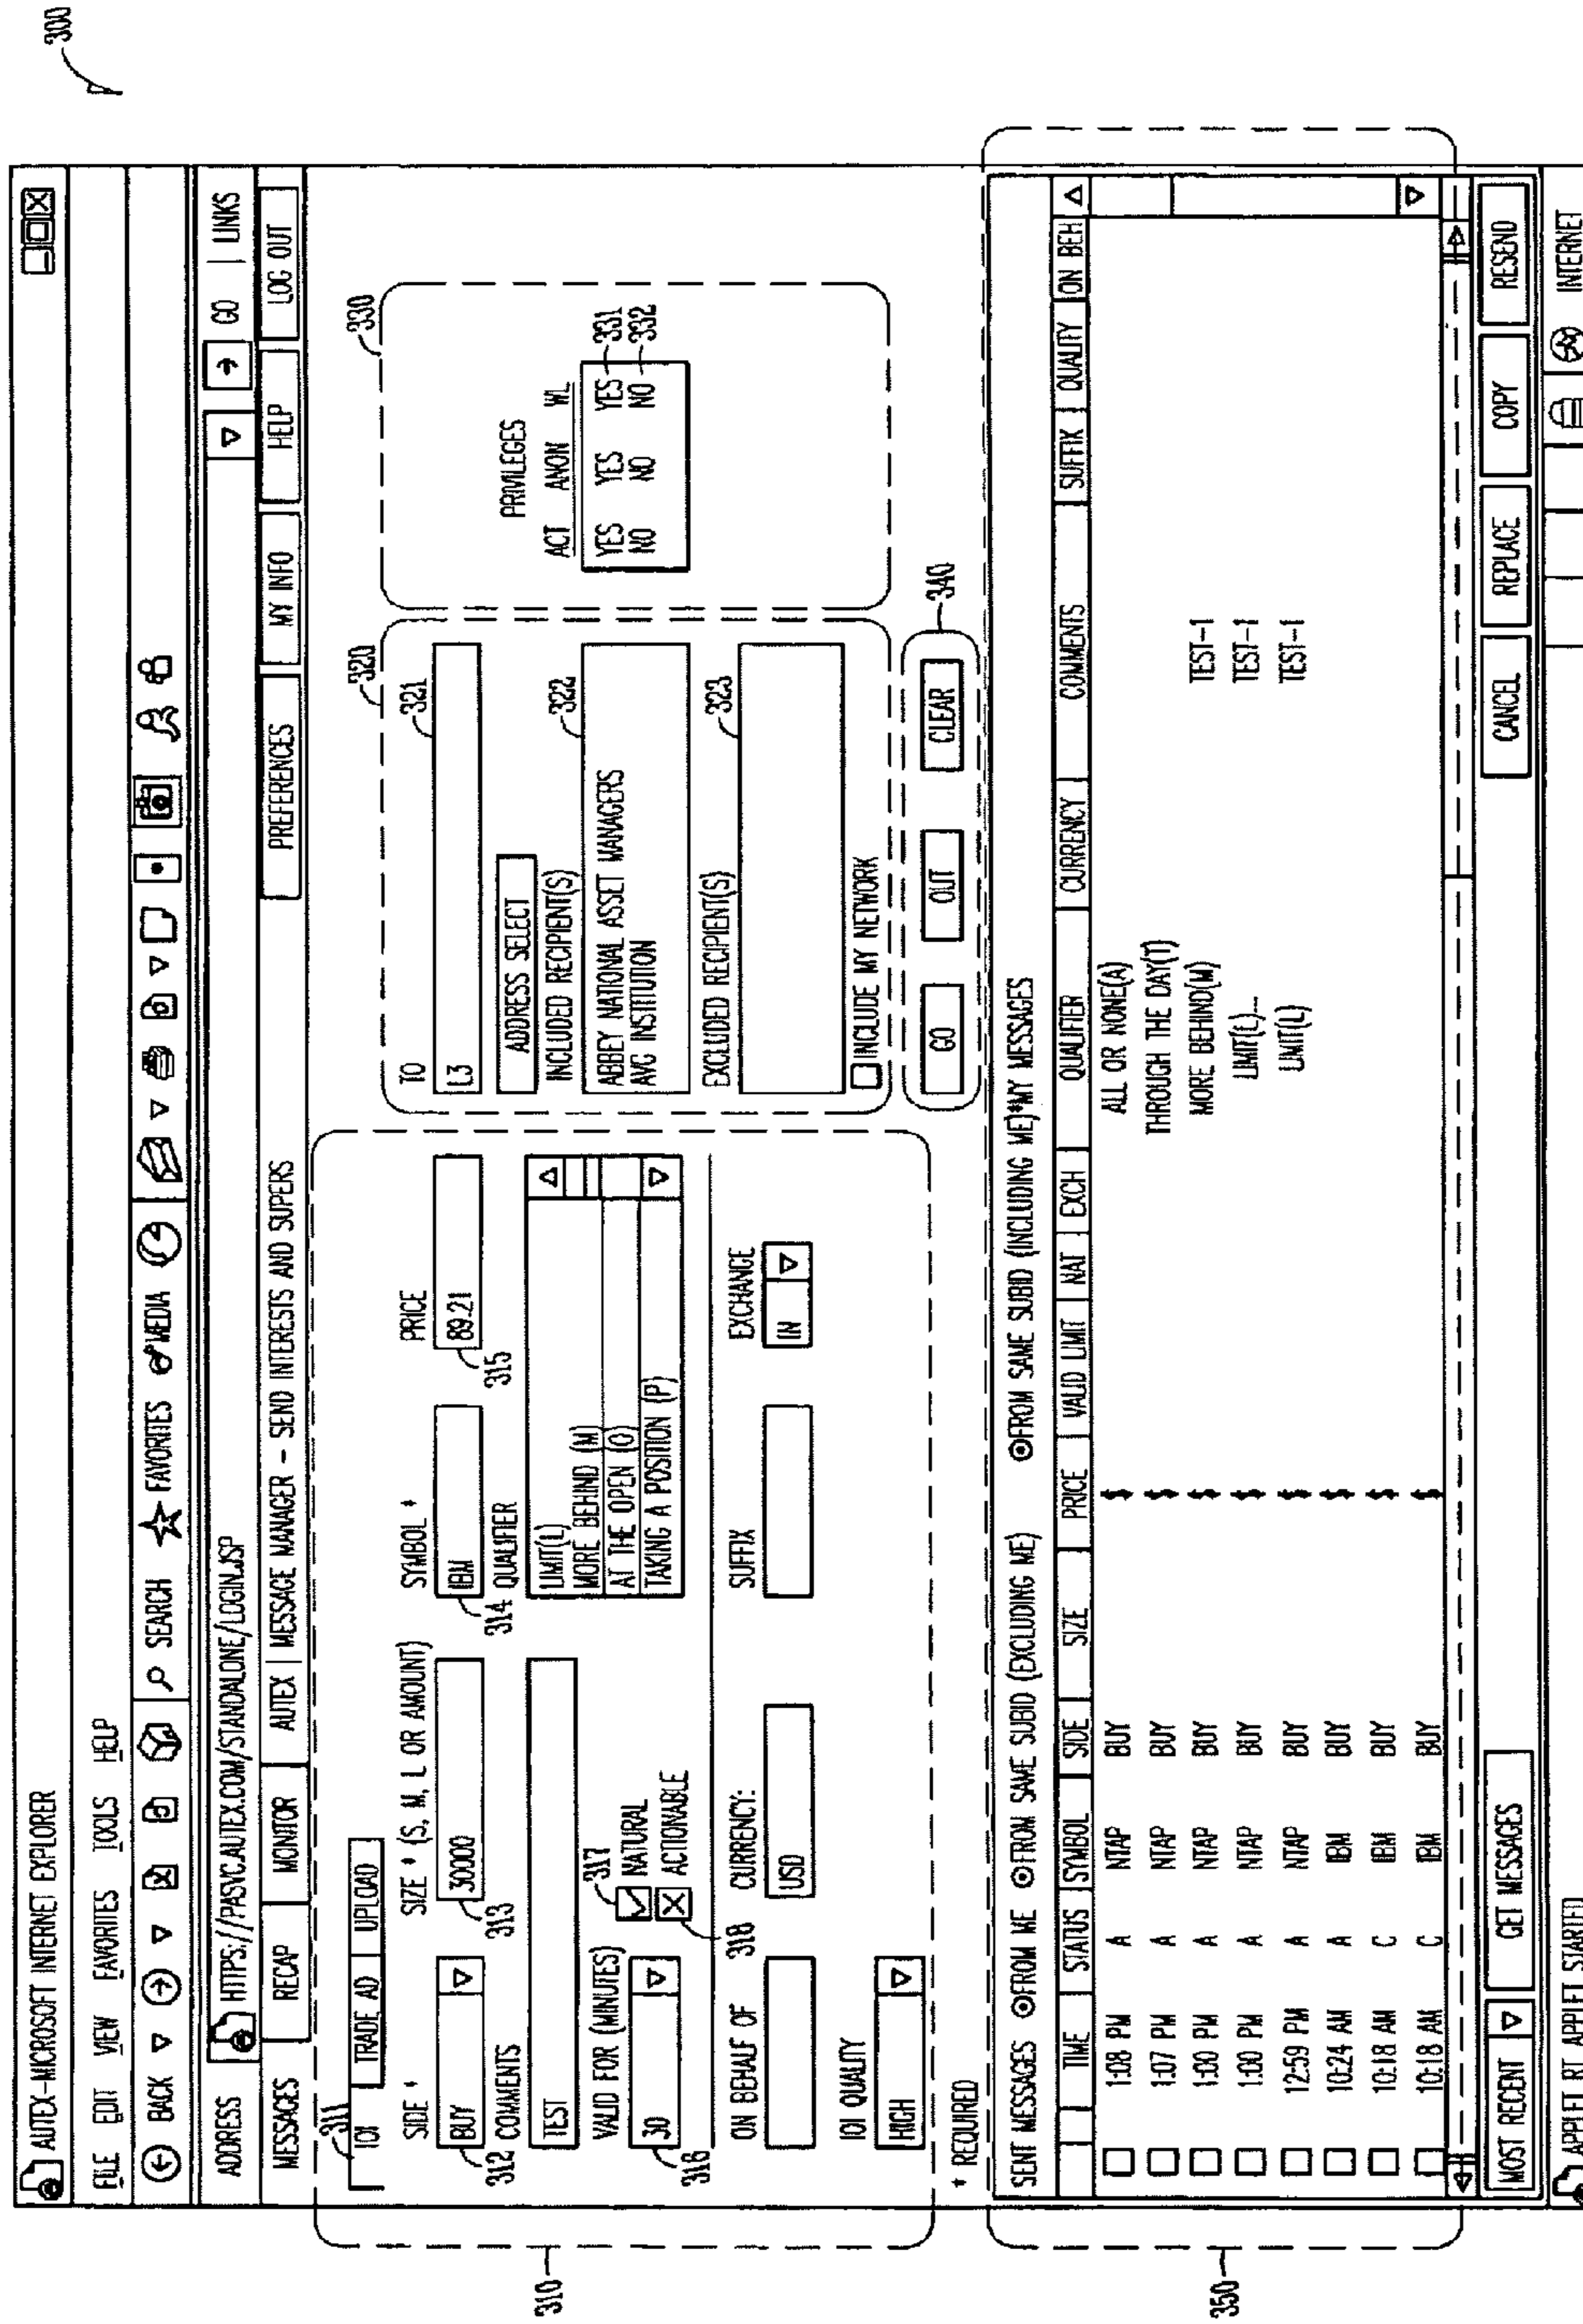 300
AUTEX-MICROSOFT INTERNET EXPLORER
FILE EDIT VIEW FAVORITES TOOLS HELP
BACK SEARCH FAVORITES MEDIA
ADDRESS HTTPS://PASVC.AUTEX.COM/STANDALONE/LOGIN.JSP GO LINKS
MESSAGES RECAP MONITOR AUTEX | MESSAGE MANAGER - SEND INTERESTS AND SUPERS PREFERENCES MY INFO HELP LOG OUT
310
311
IOI TRADE AD UPLOAD
SIDE * SIZE * (S, M, L OR AMOUNT) SYMBOL * PRICE
BUY 30000 IBM 89.21
312 313 314 315
COMMENTS QUALIFIER
TEST
LIMIT(L)
MORE BEHIND (M)
AT THE OPEN (O)
TAKING A POSITION (P)
VALID FOR (MINUTES) 317
30 NATURAL
316 ACTIONABLE
318
ON BEHALF OF CURRENCY: SUFFIX EXCHANGE
USD IN
IOI QUALITY
HIGH
* REQUIRED
320
TO 321
L3
ADDRESS SELECT
INCLUDED RECIPIENT(S) 322
ABBEY NATIONAL ASSET MANAGERS
AVG INSTITUTION
EXCLUDED RECIPIENT(S) 323
INCLUDE MY NETWORK
330
PRIVILEGES
ACT ANON WL
YES YES YES 331
NO NO NO 332
340
GO OUT CLEAR
350
SENT MESSAGES FROM ME FROM SAME SUBID (EXCLUDING ME) FROM SAME SUBID (INCLUDING ME)*MY MESSAGES
TIME STATUS SYMBOL SIDE SIZE PRICE VALID LIMIT NAT EXCH QUALIFIER CURRENCY COMMENTS SUFFIX QUALITY ON BEH
1:08 PM A NTAP BUY ALL OR NONE(A)
1:07 PM A NTAP BUY THROUGH THE DAY(T)
1:00 PM A NTAP BUY MORE BEHIND(M) TEST-1
1:00 PM A NTAP BUY LIMIT(L)... TEST-1
12:59 PM A NTAP BUY LIMIT(L) TEST-1
10:24 AM A IBM BUY
10:18 AM C IBM BUY
10:18 AM C IBM BUY
MOST RECENT GET MESSAGES CANCEL REPLACE COPY RESEND
APPLET RT_APPLET STARTED INTERNET